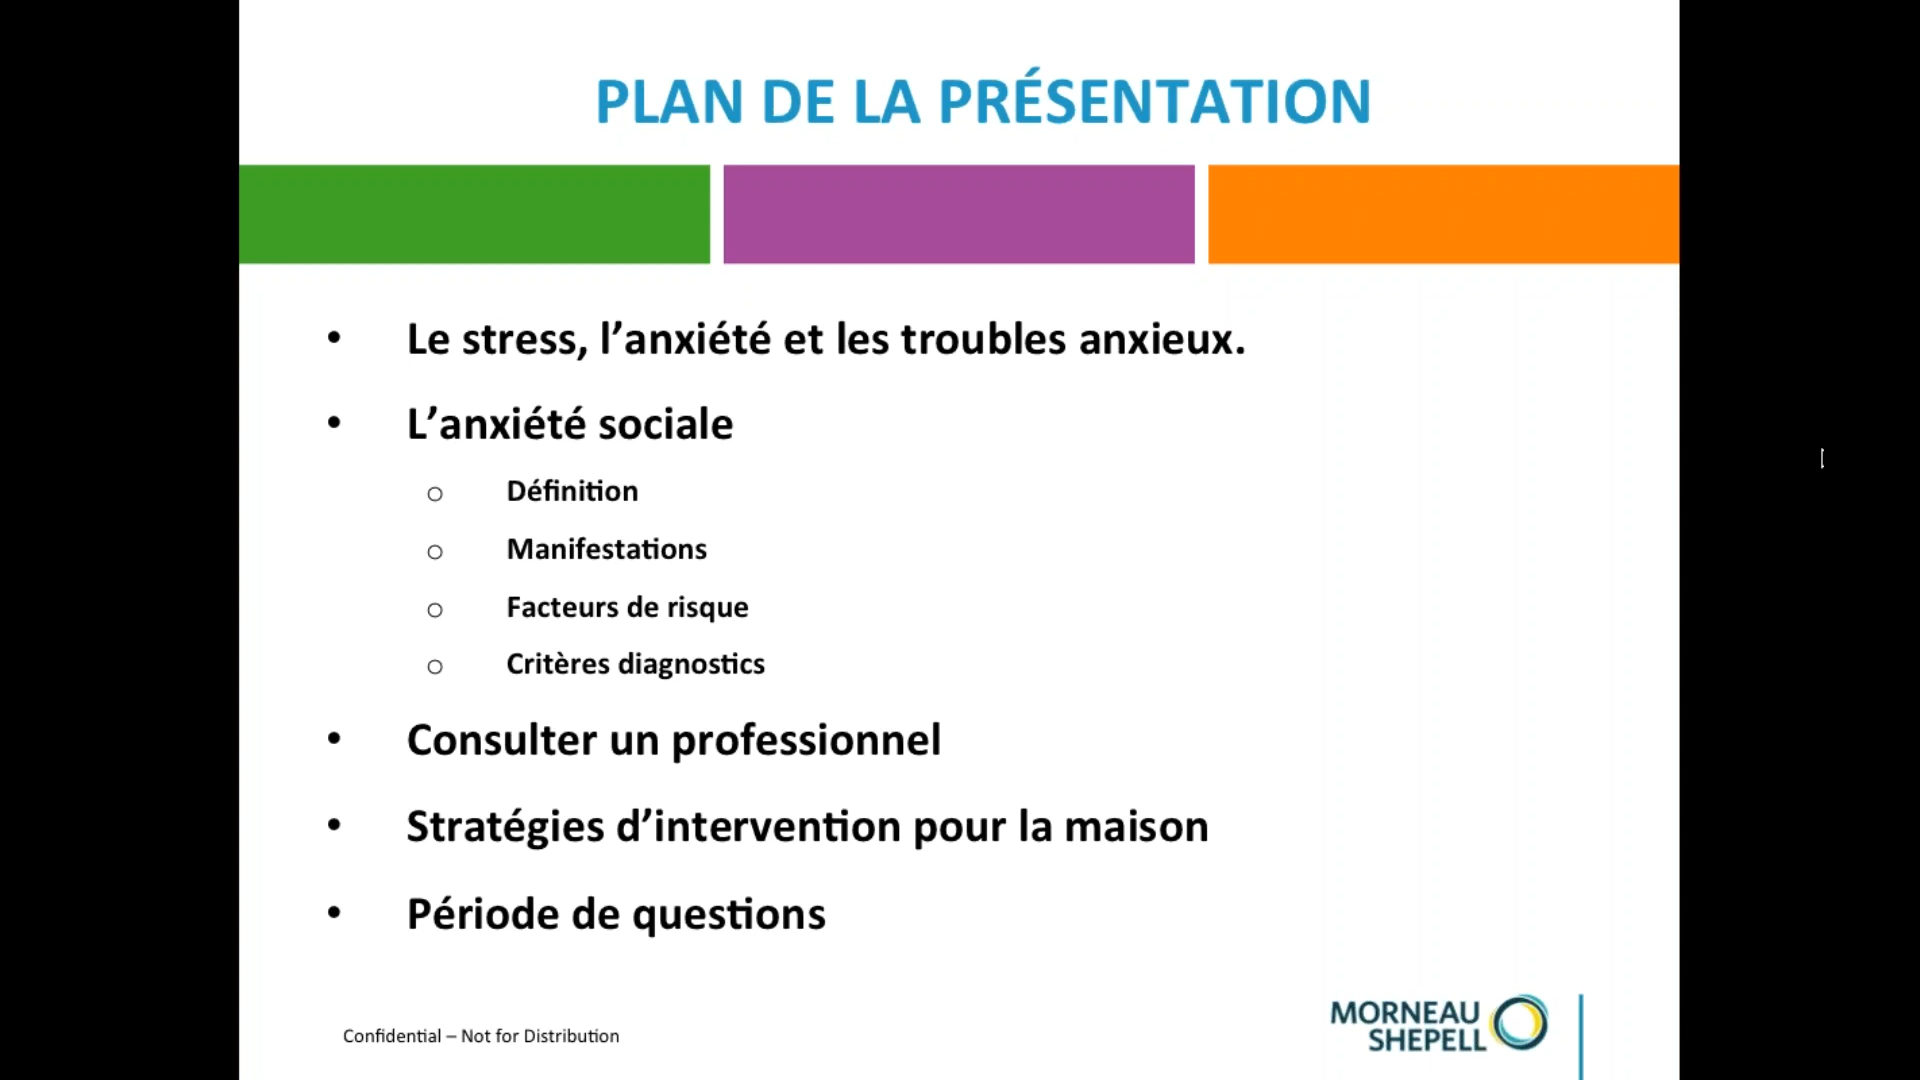 PLAN DE LA PRÉSENTATION
• Le stress, l’anxiété et les troubles anxieux.
• L’anxiété sociale
o Définition
o Manifestations
o Facteurs de risque
o Critères diagnostics
• Consulter un professionnel
• Stratégies d’intervention pour la maison
• Période de questions
Confidential – Not for Distribution
MORNEAU
SHEPELL